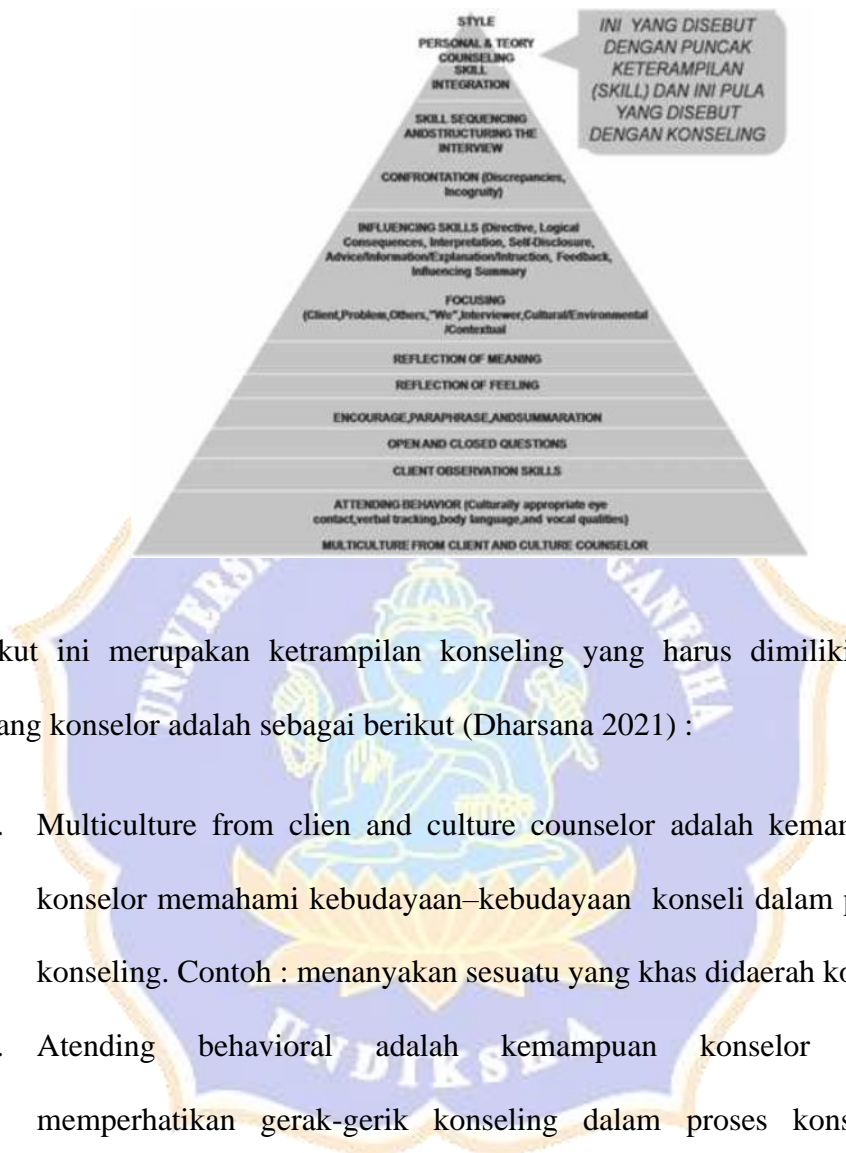 STYLE
PERSONAL & TEORY
COUNSELING
SKILL
INTEGRATION
INI YANG DISEBUT
DENGAN PUNCAK
KETERAMPILAN
(SKILL) DAN INI PULA
YANG DISEBUT
DENGAN KONSELING
SKILL SEQUENCING
ANDSTRUCTURING THE
INTERVIEW
CONFRONTATION (Discrepancies,
Incogruity)
INFLUENCING SKILLS (Directive, Logical
Consequences, Interpretation, Self-Disclosure,
Advice/Information/Explanation/Intruction, Feedback,
Influencing Summary
FOCUSING
(Client,Problem,Others,"We",Interviewer,Cultural/Environmental
/Contextual
REFLECTION OF MEANING
REFLECTION OF FEELING
ENCOURAGE,PARAPHRASE,ANDSUMMARATION
OPEN AND CLOSED QUESTIONS
CLIENT OBSERVATION SKILLS
ATTENDING BEHAVIOR (Culturally appropriate eye
contact,verbal tracking,body language,and vocal qualities)
MULTICULTURE FROM CLIENT AND CULTURE COUNSELOR
kut ini merupakan ketrampilan konseling yang harus dimiliki
ang konselor adalah sebagai berikut (Dharsana 2021) :
. Multiculture from clien and culture counselor adalah kemam
konselor memahami kebudayaan–kebudayaan konseli dalam p
konseling. Contoh : menanyakan sesuatu yang khas didaerah ko
. Atending behavioral adalah kemampuan konselor
memperhatikan gerak-gerik konseling dalam proses kons
UNDIKSHA